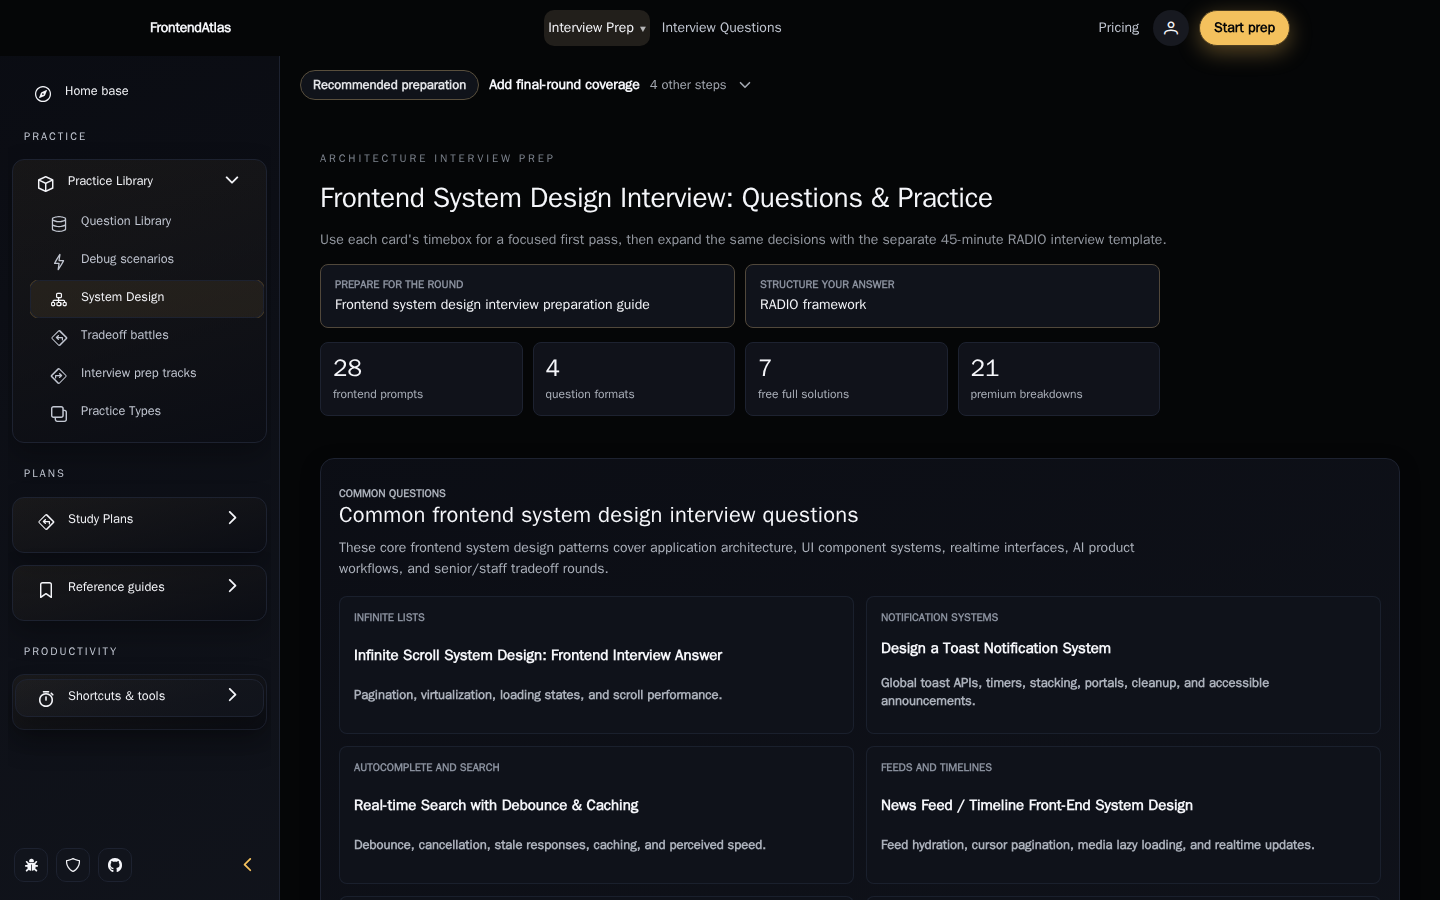 FrontendAtlas
Interview Prep ▾
Interview Questions
Pricing
Start prep
Home base
PRACTICE
Practice Library
Question Library
Debug scenarios
System Design
Tradeoff battles
Interview prep tracks
Practice Types
PLANS
Study Plans
Reference guides
PRODUCTIVITY
Shortcuts & tools
Recommended preparation
Add final-round coverage
4 other steps
ARCHITECTURE INTERVIEW PREP
Frontend System Design Interview: Questions & Practice
Use each card's timebox for a focused first pass, then expand the same decisions with the separate 45-minute RADIO interview template.
PREPARE FOR THE ROUND
Frontend system design interview preparation guide
STRUCTURE YOUR ANSWER
RADIO framework
28
frontend prompts
4
question formats
7
free full solutions
21
premium breakdowns
COMMON QUESTIONS
Common frontend system design interview questions
These core frontend system design patterns cover application architecture, UI component systems, realtime interfaces, AI product
workflows, and senior/staff tradeoff rounds.
INFINITE LISTS
Infinite Scroll System Design: Frontend Interview Answer
Pagination, virtualization, loading states, and scroll performance.
NOTIFICATION SYSTEMS
Design a Toast Notification System
Global toast APIs, timers, stacking, portals, cleanup, and accessible
announcements.
AUTOCOMPLETE AND SEARCH
Real-time Search with Debounce & Caching
Debounce, cancellation, stale responses, caching, and perceived speed.
FEEDS AND TIMELINES
News Feed / Timeline Front-End System Design
Feed hydration, cursor pagination, media lazy loading, and realtime updates.